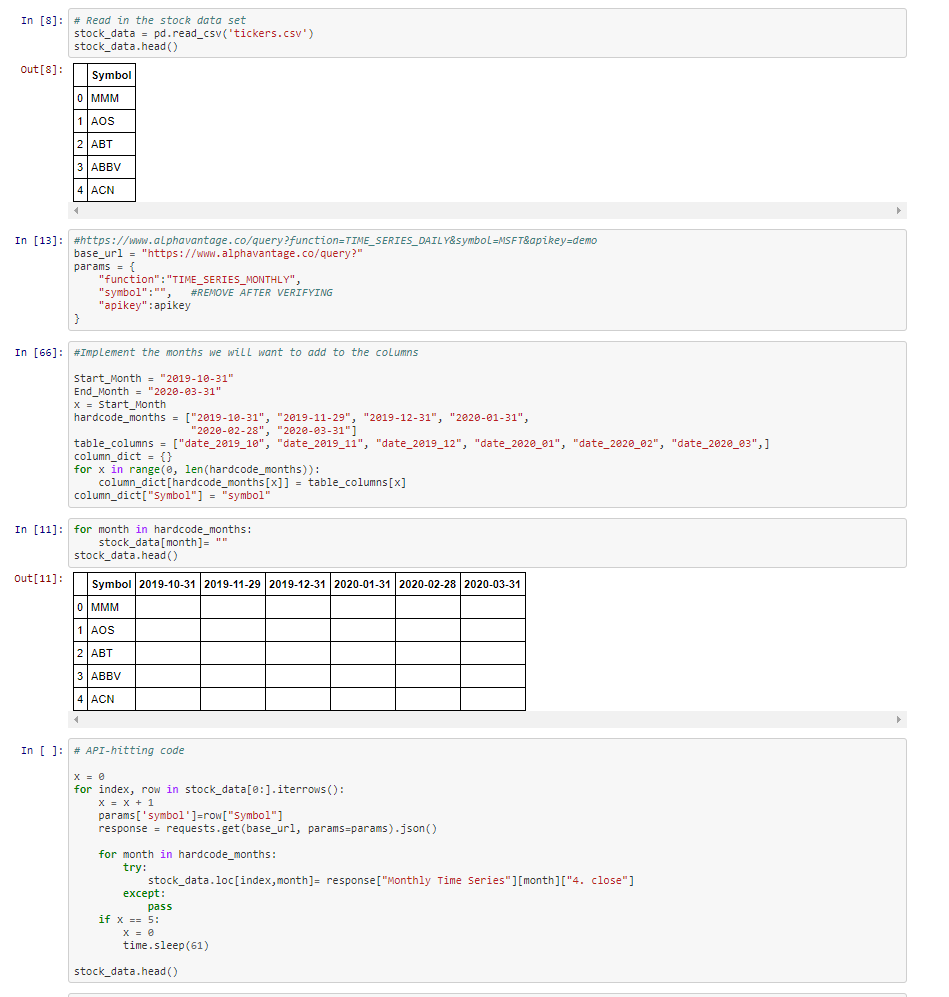 In [8]: # Read in the stock data set
stock_data = pd.read_csv('tickers.csv')
stock_data.head()
Out[8]:
Symbol
0 MMM
1 AOS
2 ABT
3 ABBV
4 ACN
In [13]: #https://www.alphavantage.co/query?function=TIME_SERIES_DAILY&symbol=MSFT&apikey=demo
base_url = "https://www.alphavantage.co/query?"
params = {
    "function":"TIME_SERIES_MONTHLY",
    "symbol":"",   #REMOVE AFTER VERIFYING
    "apikey":apikey
}
In [66]: #Implement the months we will want to add to the columns
Start_Month = "2019-10-31"
End_Month = "2020-03-31"
x = Start_Month
hardcode_months = ["2019-10-31", "2019-11-29", "2019-12-31", "2020-01-31",
                  "2020-02-28", "2020-03-31"]
table_columns = ["date_2019_10", "date_2019_11", "date_2019_12", "date_2020_01", "date_2020_02", "date_2020_03",]
column_dict = {}
for x in range(0, len(hardcode_months)):
    column_dict[hardcode_months[x]] = table_columns[x]
column_dict["Symbol"] = "symbol"
In [11]: for month in hardcode_months:
    stock_data[month]= ""
stock_data.head()
Out[11]:
Symbol 2019-10-31 2019-11-29 2019-12-31 2020-01-31 2020-02-28 2020-03-31
0 MMM
1 AOS
2 ABT
3 ABBV
4 ACN
In [ ]: # API-hitting code
x = 0
for index, row in stock_data[0:].iterrows():
    x = x + 1
    params['symbol']=row["Symbol"]
    response = requests.get(base_url, params=params).json()
    for month in hardcode_months:
        try:
            stock_data.loc[index,month]= response["Monthly Time Series"][month]["4. close"]
        except:
            pass
    if x == 5:
        x = 0
        time.sleep(61)
stock_data.head()